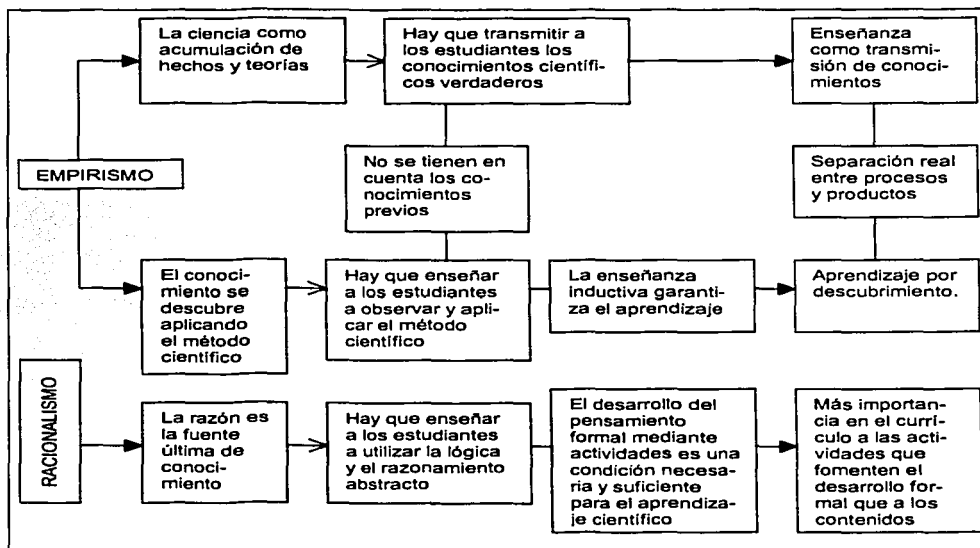 La ciencia como
acumulación de
hechos y teorías
Hay que transmitir a
los estudiantes los
conocimientos científi-
cos verdaderos
Enseñanza
como transmi-
sión de conoci-
mientos
EMPIRISMO
No se tienen en
cuenta los co-
nocimientos
previos
Separación real
entre procesos
y productos
El conoci-
miento se
descubre
aplicando
el método
científico
Hay que enseñar
a los estudiantes
a observar y apli-
car el método
científico
La enseñanza
inductiva garanti-
za el aprendizaje
Aprendizaje por
descubrimiento.
RACIONALISMO
La razón es
la fuente
última de
conoci-
miento
Hay que enseñar
a los estudiantes
a utilizar la lógica
y el razonamiento
abstracto
El desarrollo del
pensamiento
formal mediante
actividades es una
condición necesa-
ria y suficiente
para el aprendiza-
je científico
Más importan-
cia en el currí-
culo a las acti-
vidades que
fomenten el
desarrollo for-
mal que a los
contenidos